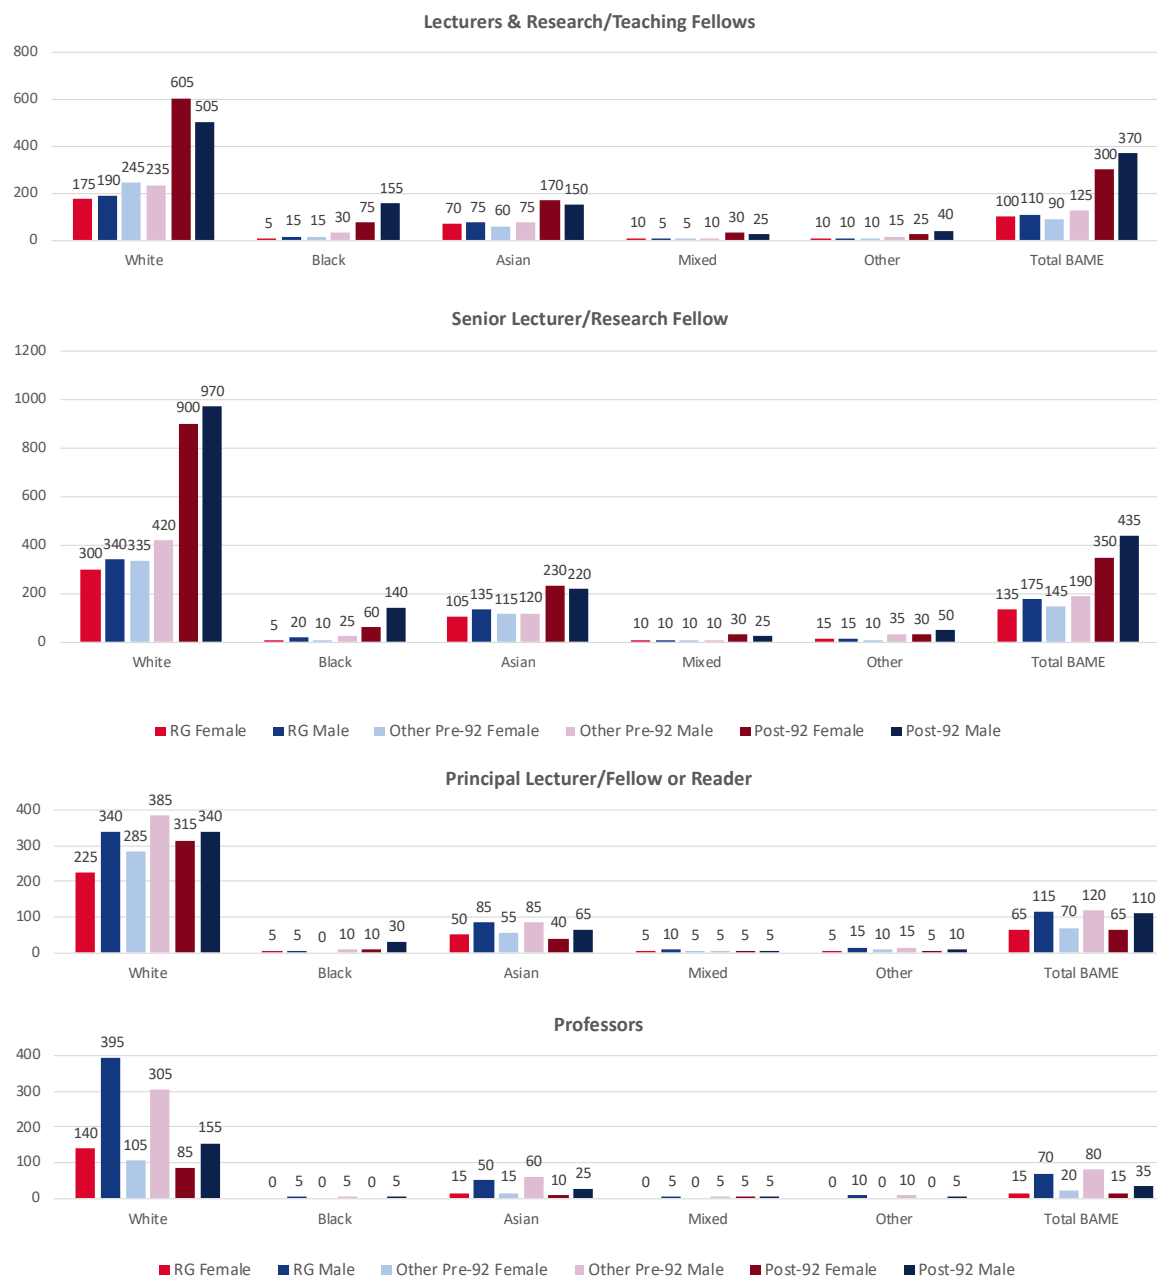 Lecturers & Research/Teaching Fellows
800
600
400
200
0
175 190 245 235 605 505
5 15 15 30 75 155
70 75 60 75 170 150
10 5 5 10 30 25
10 10 10 15 25 40
100 110 90 125 300 370
White Black Asian Mixed Other Total BAME
Senior Lecturer/Research Fellow
1200
1000
800
600
400
200
0
300 340 335 420 900 970
5 20 10 25 60 140
105 135 115 120 230 220
10 10 10 10 30 25
15 15 10 35 30 50
135 175 145 190 350 435
White Black Asian Mixed Other Total BAME
RG Female RG Male Other Pre-92 Female Other Pre-92 Male Post-92 Female Post-92 Male
Principal Lecturer/Fellow or Reader
400
300
200
100
0
225 340 285 385 315 340
5 5 0 10 10 30
50 85 55 85 40 65
5 10 5 5 5 5
5 15 10 15 5 10
65 115 70 120 65 110
White Black Asian Mixed Other Total BAME
Professors
400
300
200
100
0
140 395 105 305 85 155
0 5 0 5 0 5
15 50 15 60 10 25
0 5 0 5 5 5
0 10 0 10 0 5
15 70 20 80 15 35
White Black Asian Mixed Other Total BAME
RG Female RG Male Other Pre-92 Female Other Pre-92 Male Post-92 Female Post-92 Male